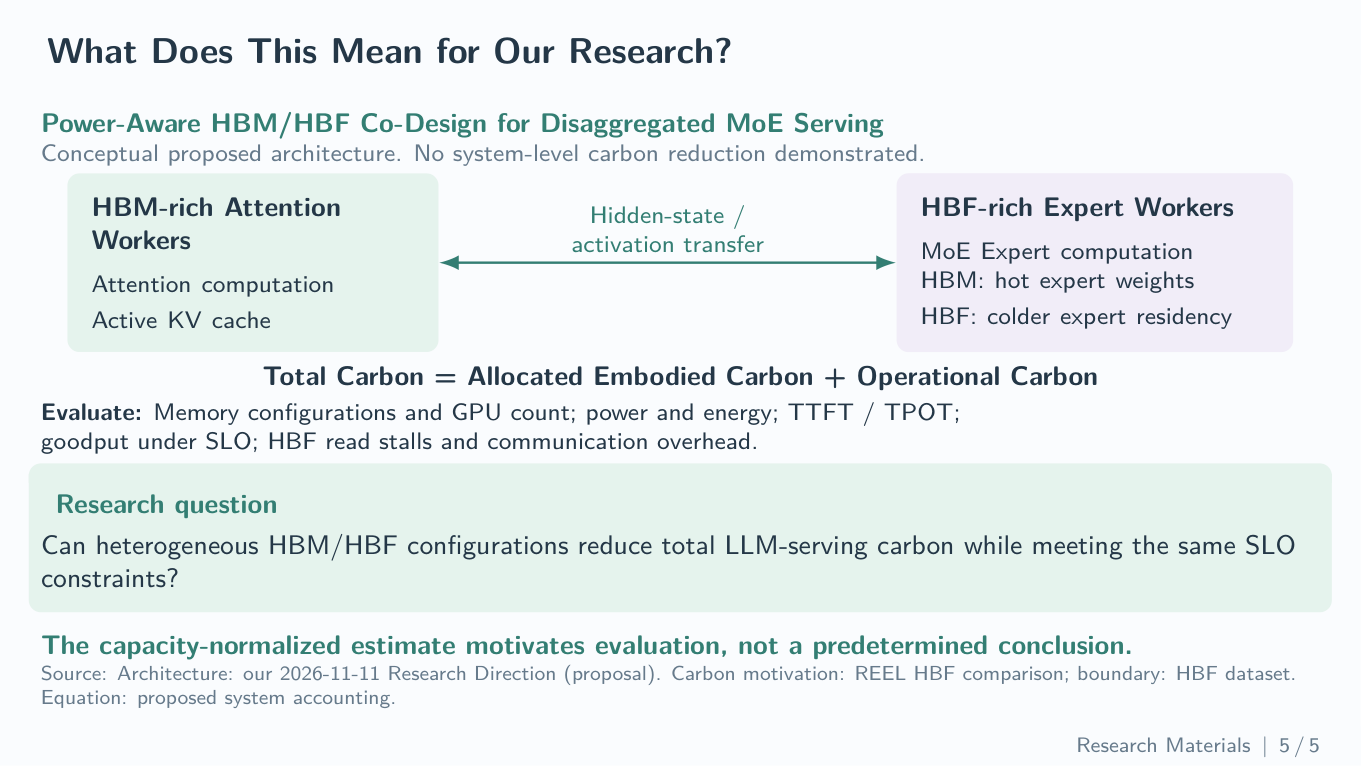 What Does This Mean for Our Research?
Power-Aware HBM/HBF Co-Design for Disaggregated MoE Serving
Conceptual proposed architecture. No system-level carbon reduction demonstrated.
HBM-rich Attention
Workers
Attention computation
Active KV cache
Hidden-state /
activation transfer
HBF-rich Expert Workers
MoE Expert computation
HBM: hot expert weights
HBF: colder expert residency
Total Carbon = Allocated Embodied Carbon + Operational Carbon
Evaluate: Memory configurations and GPU count; power and energy; TTFT / TPOT;
goodput under SLO; HBF read stalls and communication overhead.
Research question
Can heterogeneous HBM/HBF configurations reduce total LLM-serving carbon while meeting the same SLO
constraints?
The capacity-normalized estimate motivates evaluation, not a predetermined conclusion.
Source: Architecture: our 2026-11-11 Research Direction (proposal). Carbon motivation: REEL HBF comparison; boundary: HBF dataset.
Equation: proposed system accounting.
Research Materials | 5 / 5